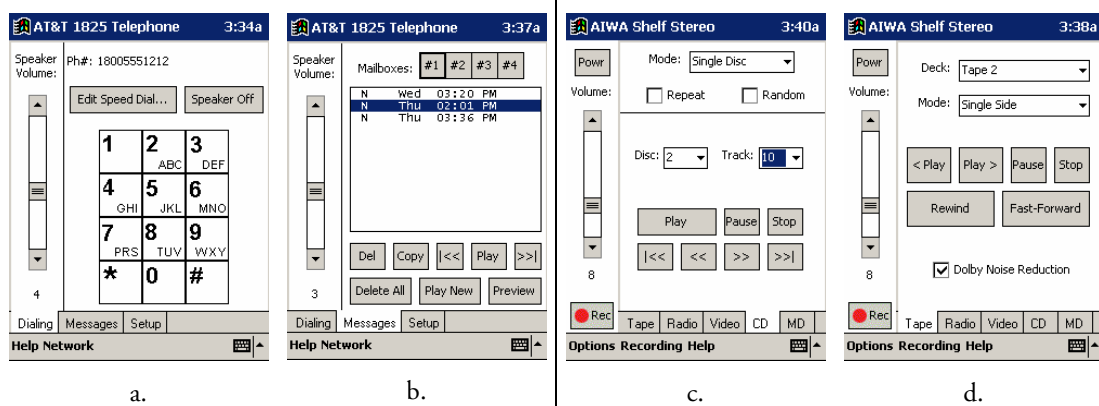 AT&T 1825 Telephone 3:34a
Speaker Volume:
Ph#: 18005551212
Edit Speed Dial... Speaker Off
1 2 ABC 3 DEF
4 GHI 5 JKL 6 MNO
7 PRS 8 TUV 9 WXY
* 0 #
4
Dialing Messages Setup
Help Network
a.
AT&T 1825 Telephone 3:37a
Speaker Volume:
Mailboxes: #1 #2 #3 #4
N Wed 03:20 PM
N Thu 02:01 PM
N Thu 03:36 PM
Del Copy |<< Play >>|
Delete All Play New Preview
3
Dialing Messages Setup
Help Network
b.
AIWA Shelf Stereo 3:40a
Powr
Mode: Single Disc
Volume:
Repeat Random
Disc: 2 Track: 10
Play Pause Stop
|<< << >> >>|
8
Rec
Tape Radio Video CD MD
Options Recording Help
c.
AIWA Shelf Stereo 3:38a
Powr
Deck: Tape 2
Volume:
Mode: Single Side
< Play Play > Pause Stop
Rewind Fast-Forward
8
Dolby Noise Reduction
Rec
Tape Radio Video CD MD
Options Recording Help
d.